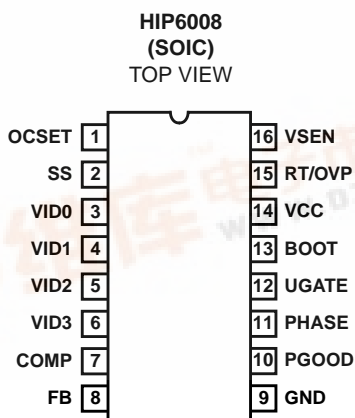 HIP6008
(SOIC)
TOP VIEW
OCSET 1 16 VSEN
SS 2 15 RT/OVP
VID0 3 14 VCC
VID1 4 13 BOOT
VID2 5 12 UGATE
VID3 6 11 PHASE
COMP 7 10 PGOOD
FB 8 9 GND